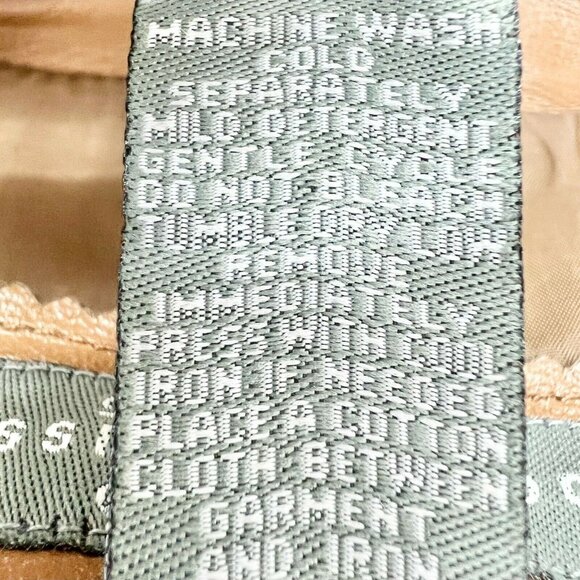 MACHINE WASH
COLD
SEPARATELY
MILD DETERGENT
GENTLE CYCLE
DO NOT BLEACH
TUMBLE DRY LOW
REMOVE
IMMEDIATELY
PRESS WITH COOL
IRON IF NEEDED
PLACE A COTTON
CLOTH BETWEEN
GARMENT
AND IRON